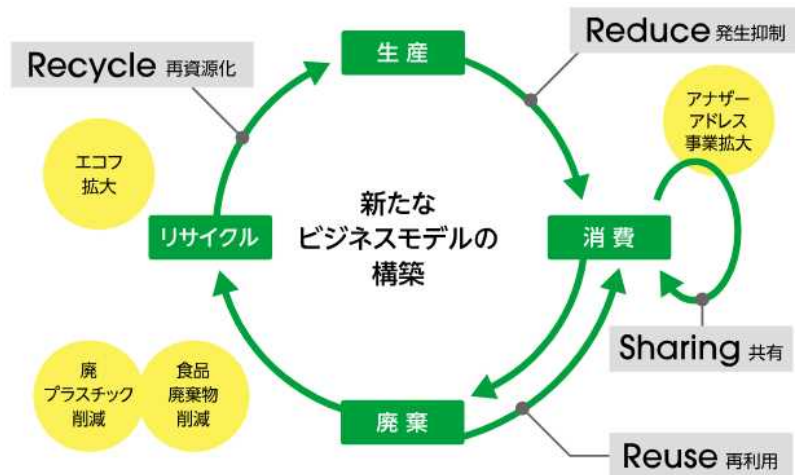 生産
Reduce 発生抑制
Recycle 再資源化
アナザー
アドレス
事業拡大
エコフ
拡大
新たな
ビジネスモデルの
構築
リサイクル
消費
Sharing 共有
廃
プラスチック
削減
食品
廃棄物
削減
廃棄
Reuse 再利用